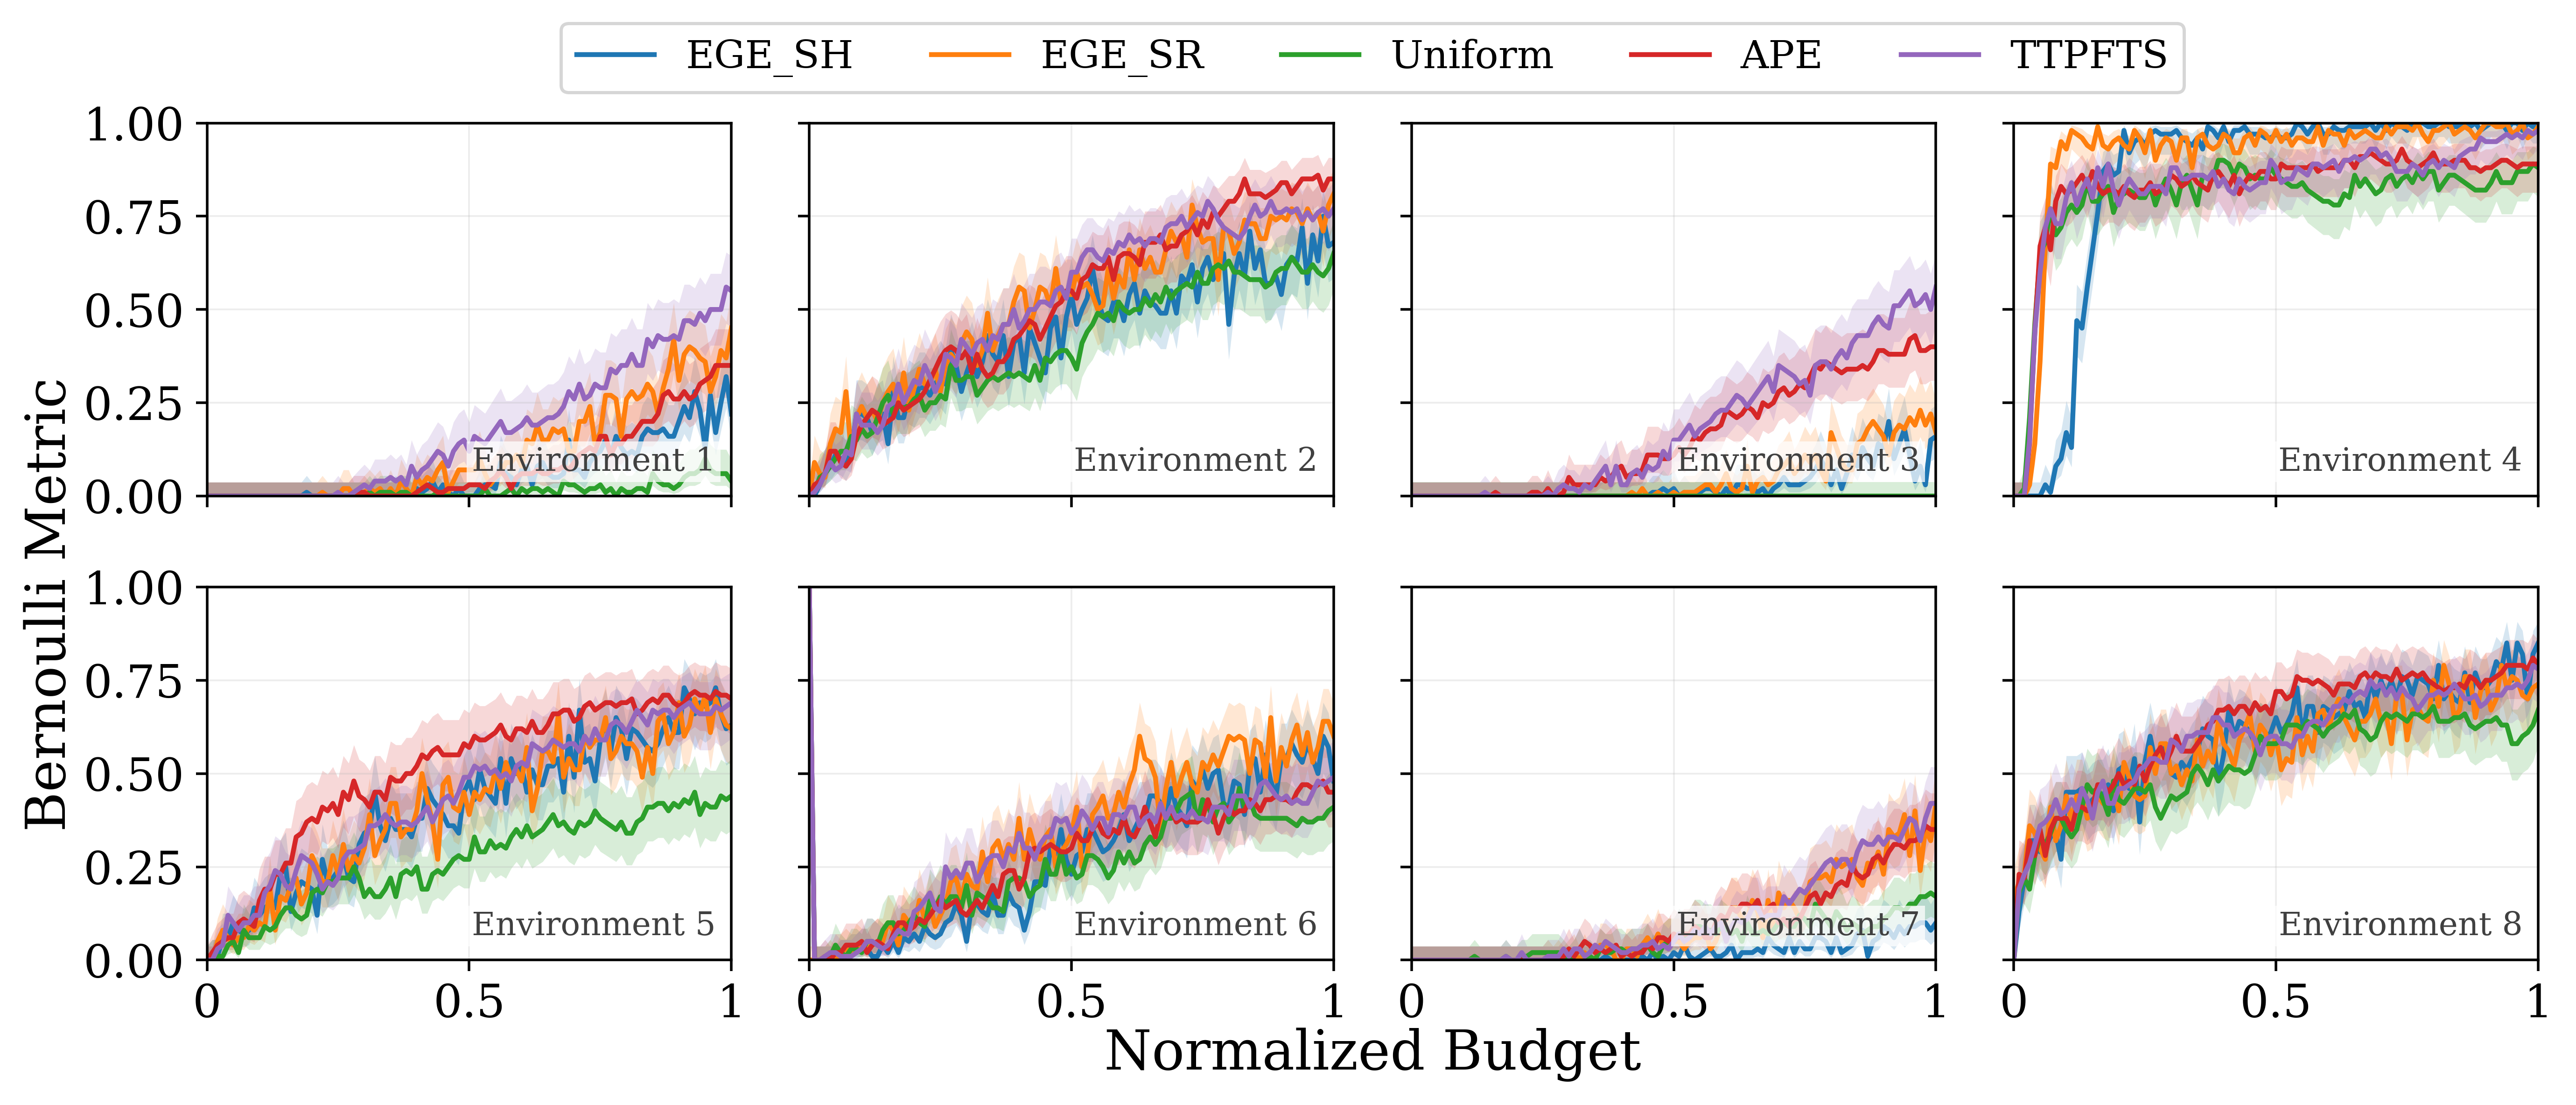 EGE_SH EGE_SR Uniform APE TTPFTS
Bernoulli Metric
1.00
0.75
0.50
0.25
0.00
Environment 1
Environment 2
Environment 3
Environment 4
1.00
0.75
0.50
0.25
0.00
Environment 5
Environment 6
Environment 7
Environment 8
0 0.5 1
0 0.5 1
0 0.5 1
0 0.5 1
Normalized Budget